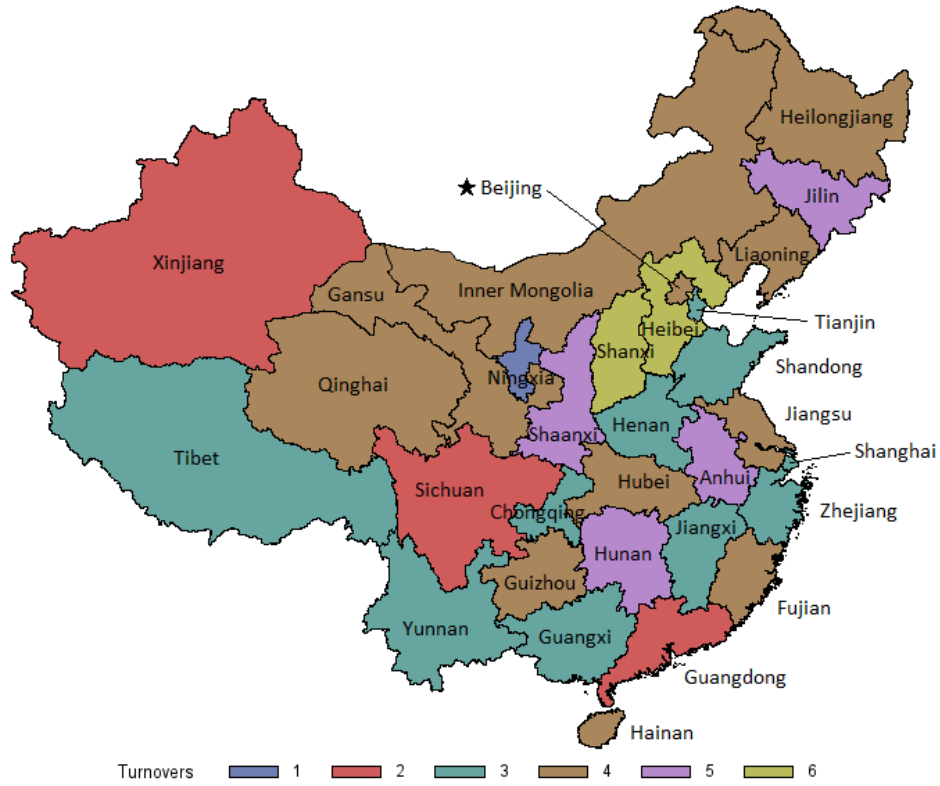 Heilongjiang
★ Beijing
Jilin
Liaoning
Xinjiang
Gansu
Inner Mongolia
Tianjin
Heibei
Shanxi
Shandong
Ningxia
Qinghai
Jiangsu
Henan
Shaanxi
Shanghai
Tibet
Anhui
Hubei
Sichuan
Zhejiang
Chongqing
Jiangxi
Hunan
Guizhou
Fujian
Yunnan
Guangxi
Guangdong
Hainan
Turnovers 1 2 3 4 5 6